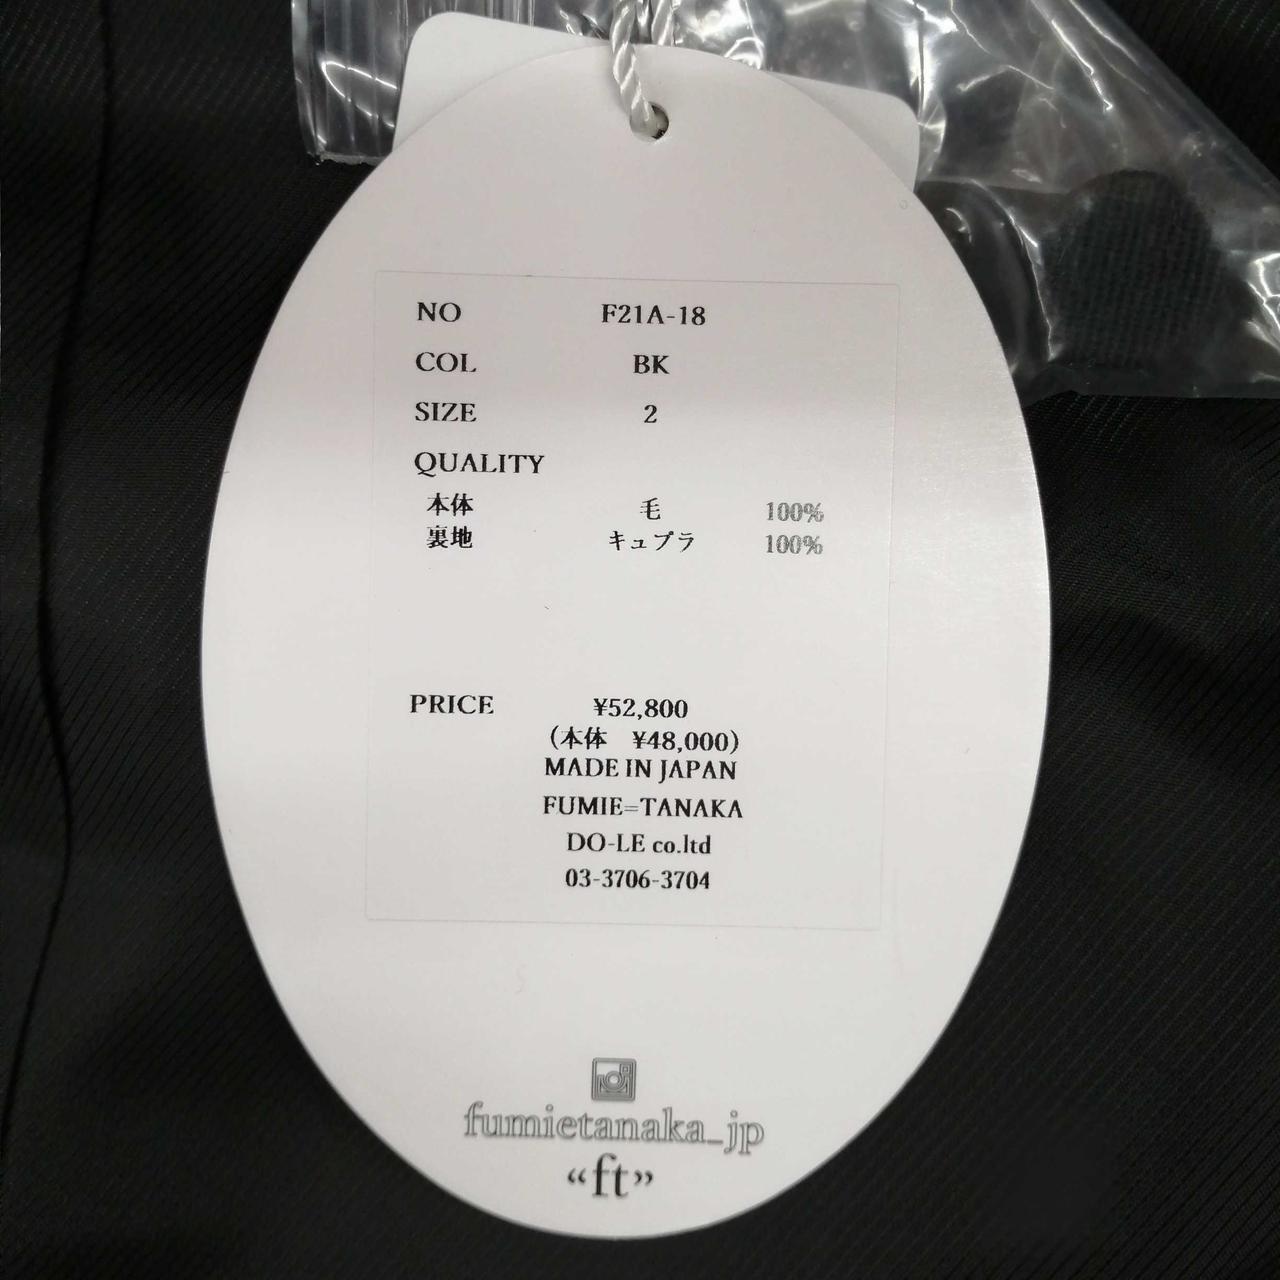 NO F21A-18
COL BK
SIZE 2
QUALITY
本体 毛 100%
裏地 キュプラ 100%
PRICE ¥52,800
(本体 ¥48,000)
MADE IN JAPAN
FUMIE=TANAKA
DO-LE co.ltd
03-3706-3704
fumietanaka_jp
“ft”